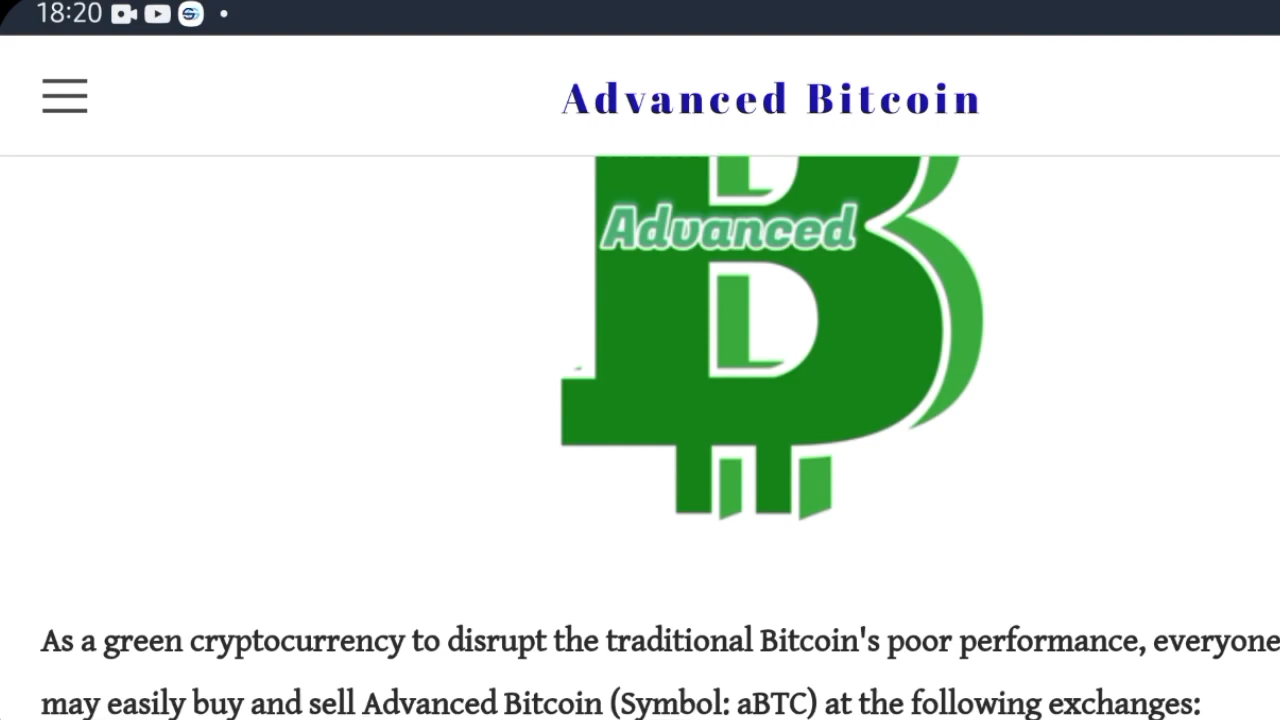 18:20
Advanced Bitcoin
Advanced
As a green cryptocurrency to disrupt the traditional Bitcoin's poor performance, everyone
may easily buy and sell Advanced Bitcoin (Symbol: aBTC) at the following exchanges: